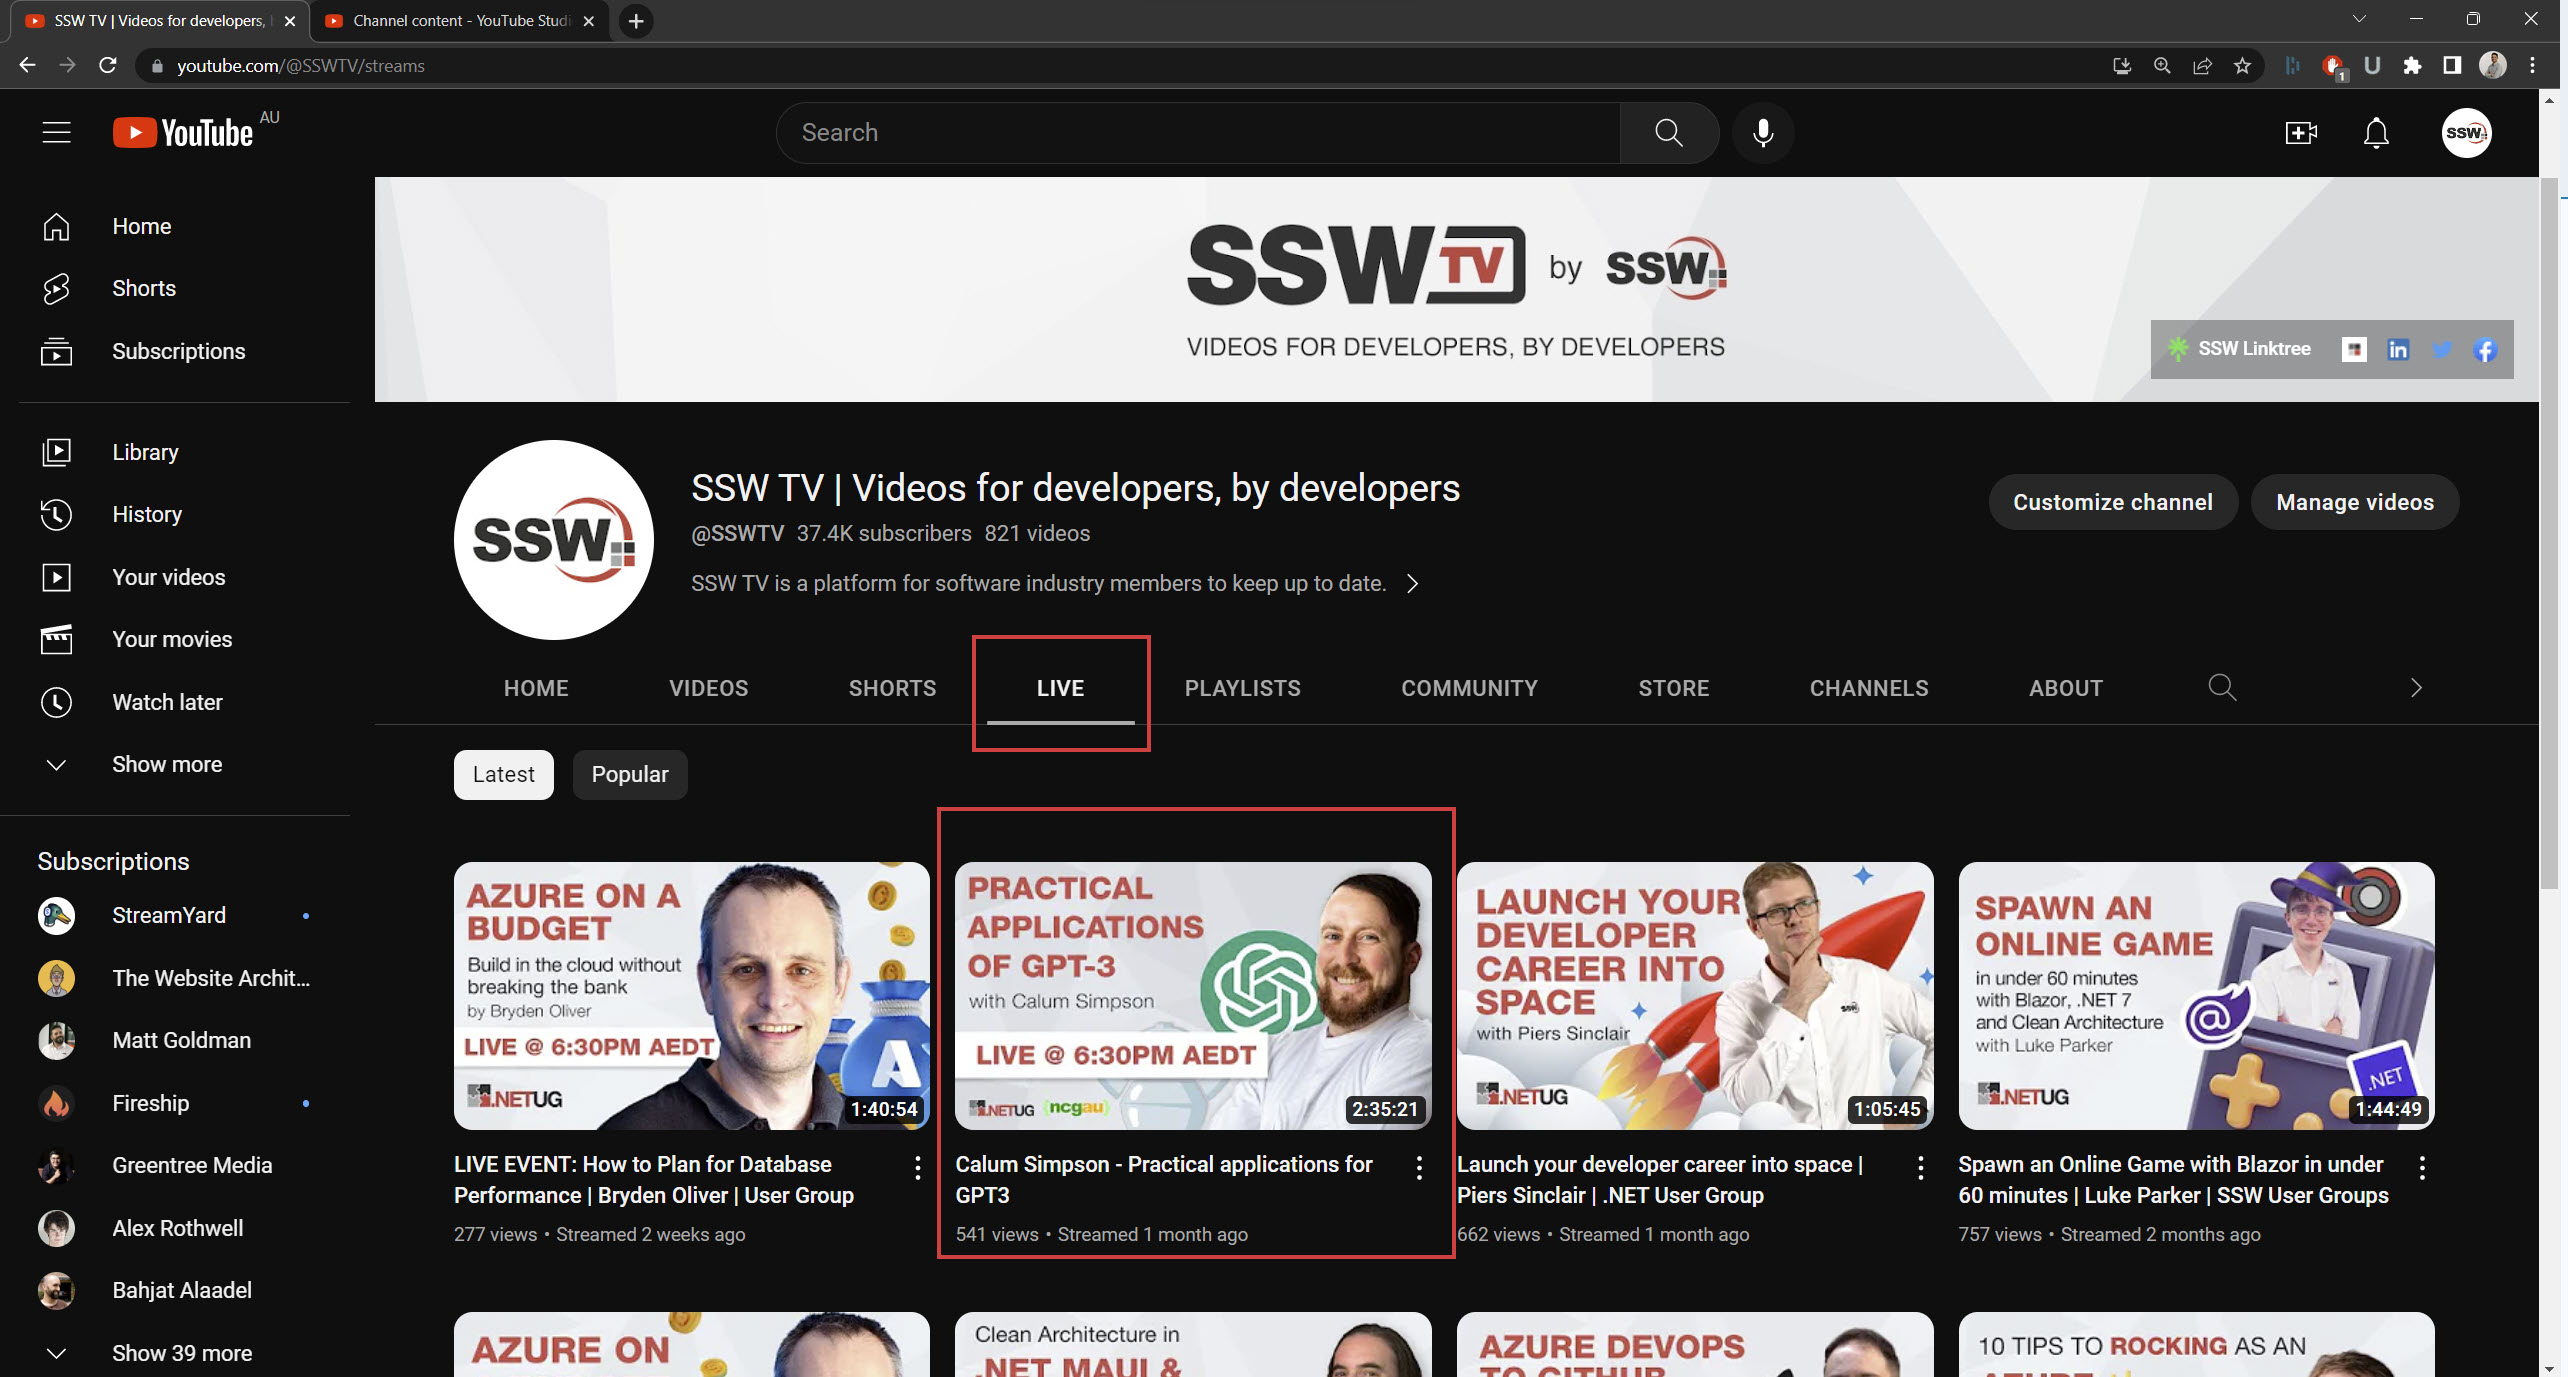 SSW TV | Videos for developers, b
Channel content - YouTube Studi
youtube.com/@SSWTV/streams
1
YouTube AU
Search
SSW
Home
Shorts
Subscriptions
Library
History
Your videos
Your movies
Watch later
Show more
Subscriptions
StreamYard
The Website Archit...
Matt Goldman
Fireship
Greentree Media
Alex Rothwell
Bahjat Alaadel
Show 39 more
SSW TV by SSW
VIDEOS FOR DEVELOPERS, BY DEVELOPERS
SSW Linktree
in
SSW
SSW TV | Videos for developers, by developers
@SSWTV 37.4K subscribers 821 videos
SSW TV is a platform for software industry members to keep up to date.
Customize channel
Manage videos
HOME VIDEOS SHORTS LIVE PLAYLISTS COMMUNITY STORE CHANNELS ABOUT
Latest
Popular
AZURE ON A
BUDGET
Build in the cloud without
breaking the bank
by Bryden Oliver
LIVE @ 6:30PM AEDT
.NETUG
1:40:54
LIVE EVENT: How to Plan for Database
Performance | Bryden Oliver | User Group
277 views • Streamed 2 weeks ago
PRACTICAL
APPLICATIONS
OF GPT-3
with Calum Simpson
LIVE @ 6:30PM AEDT
.NETUG {ncgau}
2:35:21
Calum Simpson - Practical applications for
GPT3
541 views • Streamed 1 month ago
LAUNCH YOUR
DEVELOPER
CAREER INTO
SPACE
with Piers Sinclair
SSW
.NETUG
1:05:45
Launch your developer career into space |
Piers Sinclair | .NET User Group
662 views • Streamed 1 month ago
SPAWN AN
ONLINE GAME
in under 60 minutes
with Blazor, .NET 7
and Clean Architecture
with Luke Parker
.NETUG
.NET
1:44:49
Spawn an Online Game with Blazor in under
60 minutes | Luke Parker | SSW User Groups
757 views • Streamed 2 months ago
AZURE ON
Clean Architecture in
.NET MAUI &
AZURE DEVOPS
TO GITHUB
10 TIPS TO ROCKING AS AN
AZURE